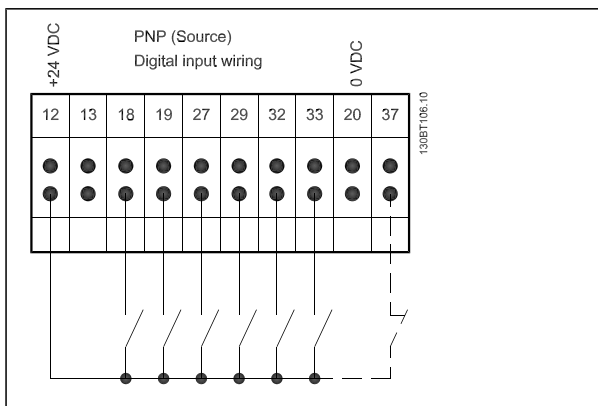 PNP (Source)
Digital input wiring
+24 VDC
0 VDC
12 13 18 19 27 29 32 33 20 37
130BT106.10